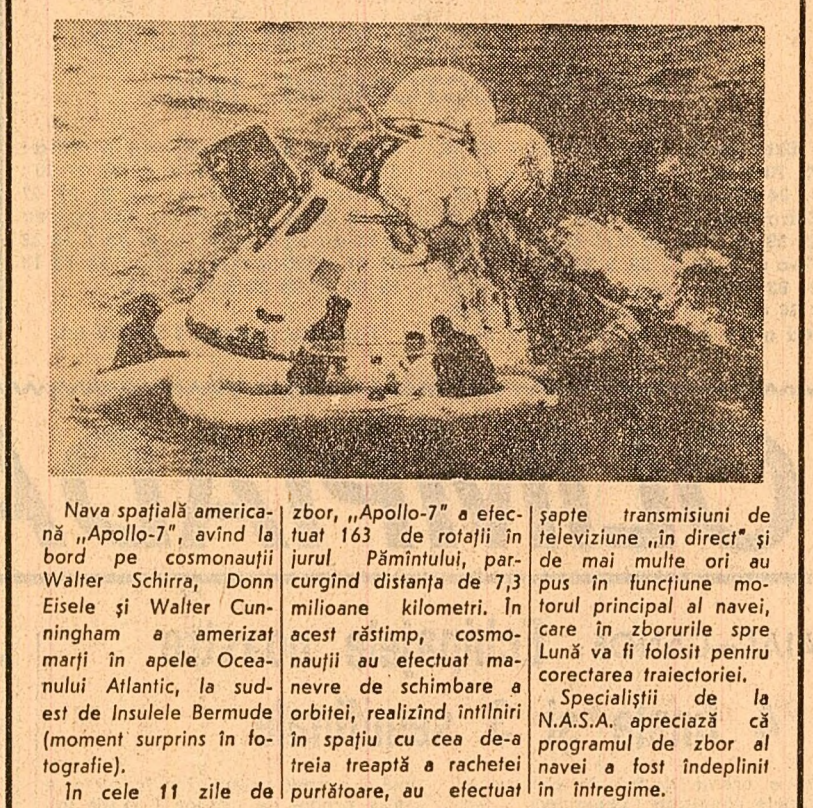 Nava spațială america-
nă „Apollo-7", avînd la
bord pe cosmonauții
Walter Schirra, Donn
Eisele și Walter Cun-
ningham a amerizat
marți în apele Ocea-
nului Atlantic, la sud-
est de Insulele Bermude
(moment surprins în fo-
tografie).
În cele 11 zile de
zbor, „Apollo-7" a efec-
tuat 163 de rotații în
jurul Pămîntului, par-
curgînd distanța de 7,3
milioane kilometri. În
acest răstimp, cosmo-
nauții au efectuat ma-
nevre de schimbare a
orbitei, realizînd întîlniri
în spațiu cu cea de-a
treia treaptă a rachetei
purtătoare, au efectuat
șapte transmisiuni de
televiziune „în direct" și
de mai multe ori au
pus în funcțiune mo-
torul principal al navei,
care în zborurile spre
Lună va fi folosit pentru
corectarea traiectoriei.
Specialiștii de la
N.A.S.A. apreciază că
programul de zbor al
navei a fost îndeplinit
în întregime.